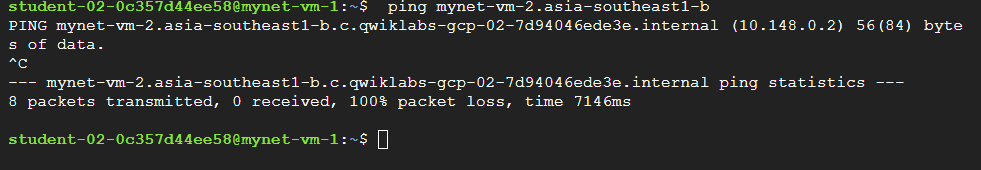 student-02-0c357d44ee58@mynet-vm-1:~$  ping mynet-vm-2.asia-southeast1-b
PING mynet-vm-2.asia-southeast1-b.c.qwiklabs-gcp-02-7d94046ede3e.internal (10.148.0.2) 56(84) byte
s of data.
^C
--- mynet-vm-2.asia-southeast1-b.c.qwiklabs-gcp-02-7d94046ede3e.internal ping statistics ---
8 packets transmitted, 0 received, 100% packet loss, time 7146ms
student-02-0c357d44ee58@mynet-vm-1:~$